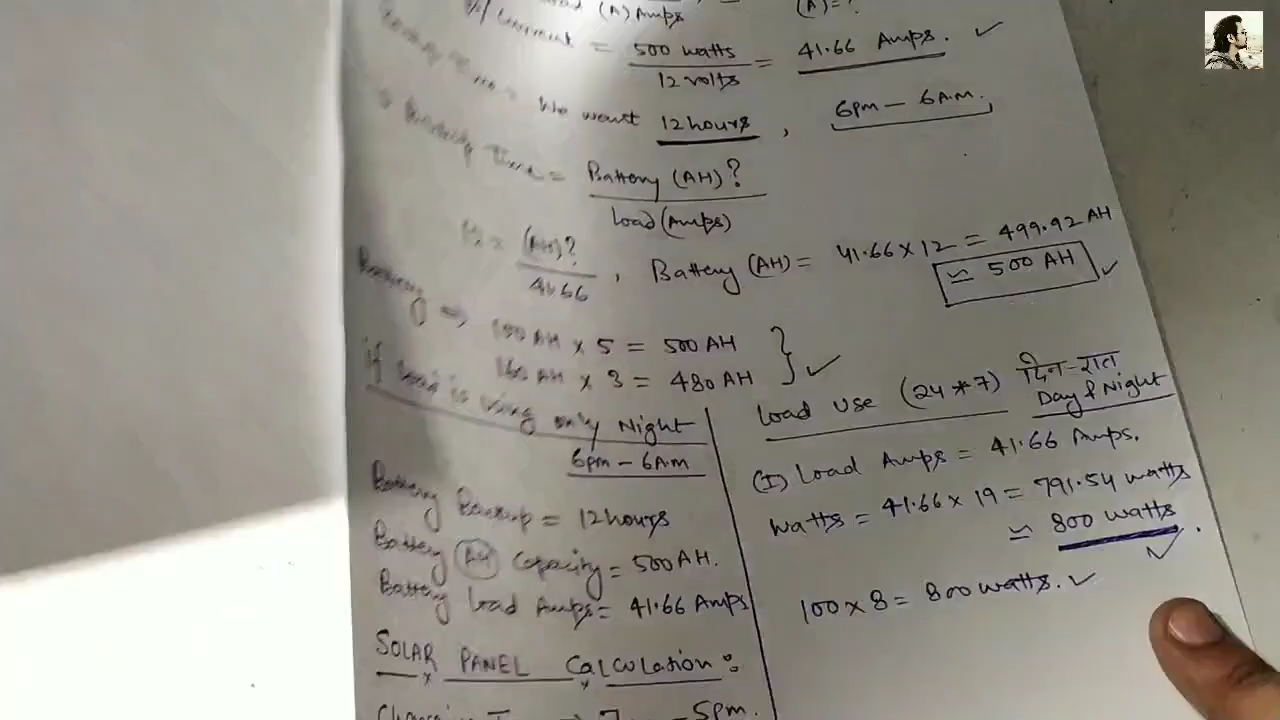 (A) Amps = (A)=?
Current = 500 watts / 12 volts = 41.66 Amps. ✓
We want 12 hours, 6pm – 6A.m.
Time = Battery (AH)? / Load (Amps)
(AH)? / 41.66, Battery (AH) = 41.66 × 12 = 499.92 AH
≃ 500 AH ✓
Battery ⇒ 100 AH × 5 = 500 AH
160 AH × 3 = 480 AH } ✓
if load is using only Night
6pm – 6Am
Battery Backup = 12 hours
Battery AH Capacity = 500 AH.
Battery load Amps = 41.66 Amps
SOLAR PANEL CalCulation :
5pm.
Load Use (24*7) दिन-रात
Day & Night
(I) Load Amps = 41.66 Amps.
Watts = 41.66 × 19 = 791.54 watts
≃ 800 watts. ✓
100 × 8 = 800 watts. ✓